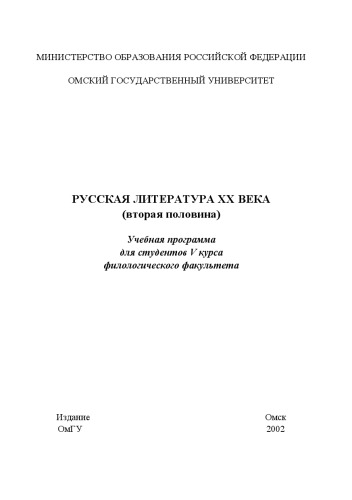 МИНИСТЕРСТВО ОБРАЗОВАНИЯ РОССИЙСКОЙ ФЕДЕРАЦИИ
ОМСКИЙ ГОСУДАРСТВЕННЫЙ УНИВЕРСИТЕТ
РУССКАЯ ЛИТЕРАТУРА XX ВЕКА
(вторая половина)
Учебная программа
для студентов V курса
филологического факультета
Издание Омск
ОмГУ 2002